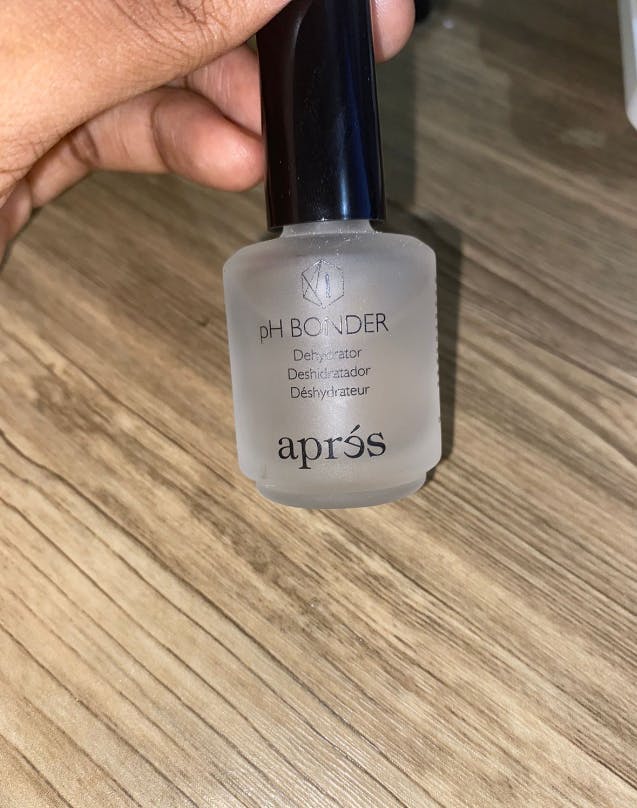 pH BONDER
Dehydrator
Deshidratador
Déshydrateur
aprés